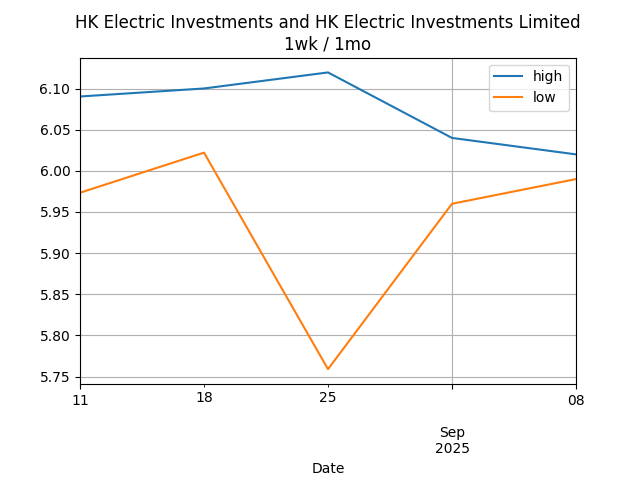 HK Electric Investments and HK Electric Investments Limited
1wk / 1mo
high
low
6.10
6.05
6.00
5.95
5.90
5.85
5.80
5.75
11
18
25
08
Sep
2025
Date